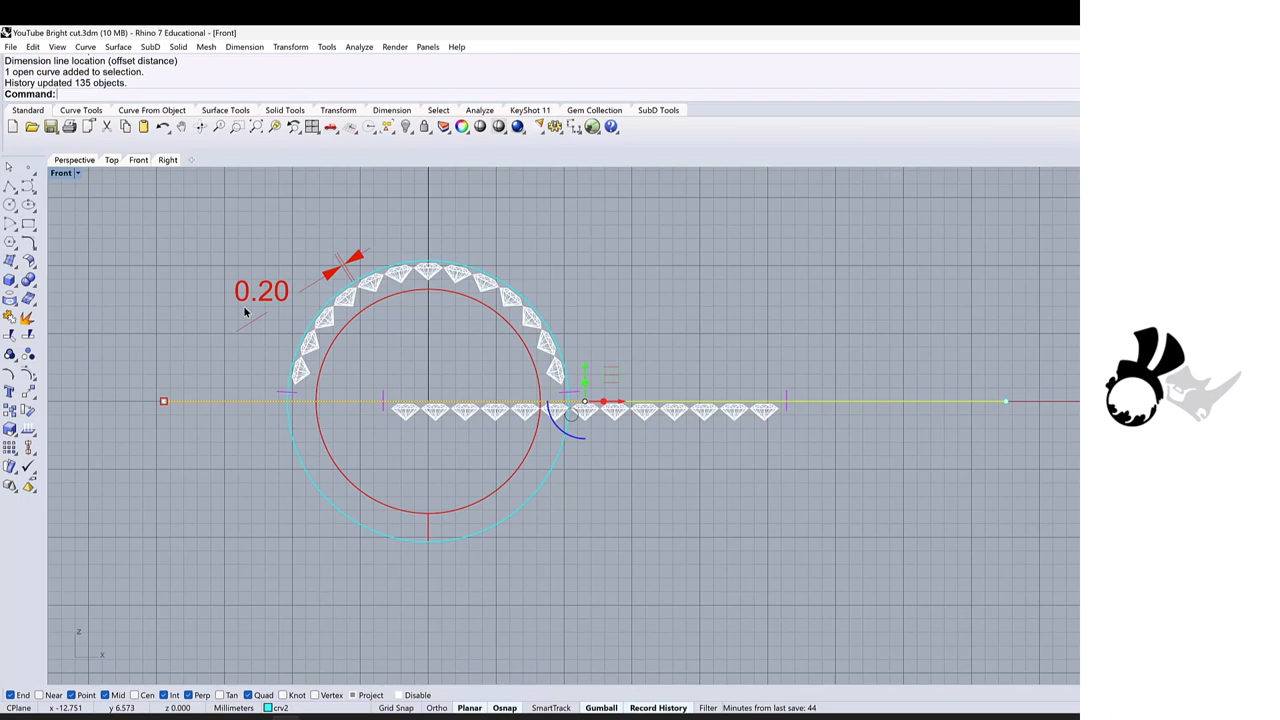 YouTube Bright cut.3dm (10 MB) - Rhino 7 Educational - [Front]
File Edit View Curve Surface SubD Solid Mesh Dimension Transform Tools Analyze Render Panels Help
Dimension line location (offset distance)
1 open curve added to selection.
History updated 135 objects.
Command:
Standard Curve Tools Curve From Object Surface Tools Solid Tools Transform Dimension Select Analyze KeyShot 11 Gem Collection SubD Tools
Perspective Top Front Right
Front
0.20
z
x
End Near Point Mid Cen Int Perp Tan Quad Knot Vertex Project Disable
CPlane x -12.751 y 6.573 z 0.000 Millimeters crv2 Grid Snap Ortho Planar Osnap SmartTrack Gumball Record History Filter Minutes from last save: 44